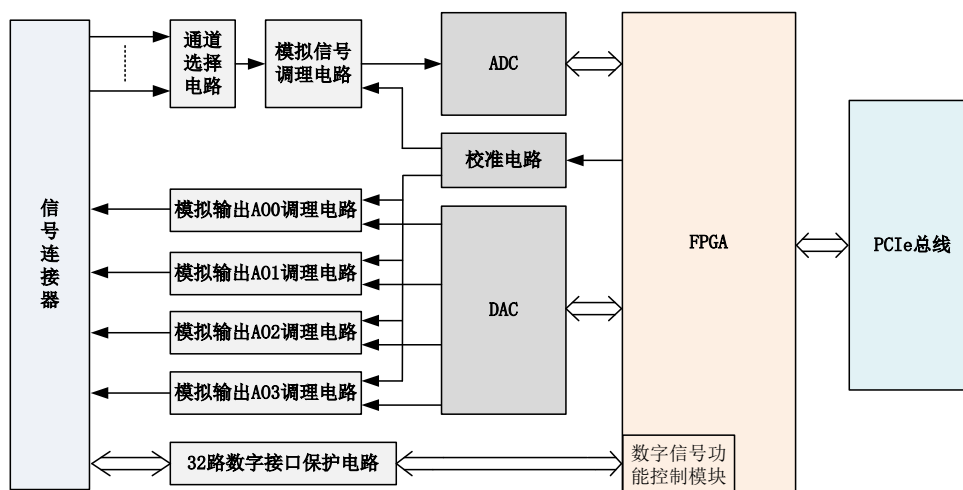 信
号
连
接
器
通道
选择
电路
模拟信号
调理电路
ADC
校准电路
模拟输出AO0调理电路
模拟输出AO1调理电路
模拟输出AO2调理电路
模拟输出AO3调理电路
DAC
32路数字接口保护电路
FPGA
数字信号功
能控制模块
PCIe总线